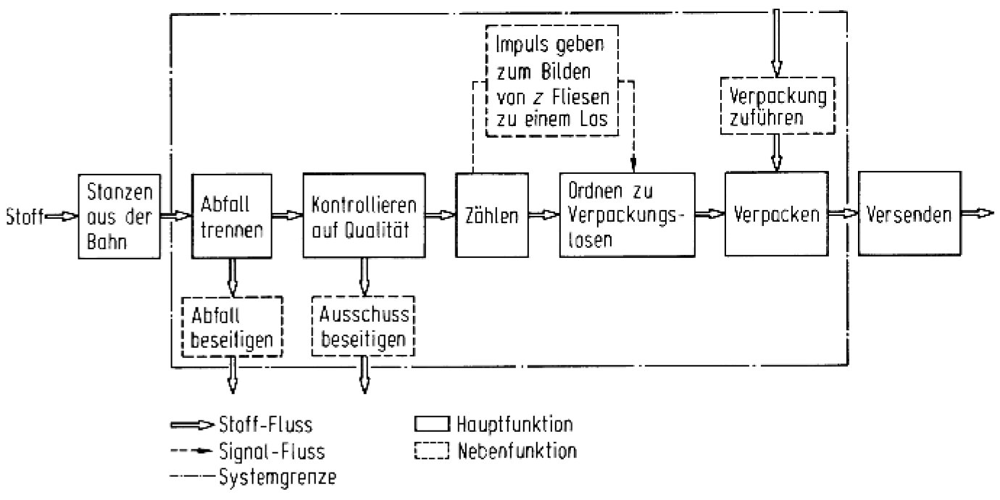 Impuls geben
zum Bilden
von z Fliesen
zu einem Los
Verpackung
zuführen
Stoff
Stanzen
aus der
Bahn
Abfall
trennen
Kontrollieren
auf Qualität
Zählen
Ordnen zu
Verpackungs-
losen
Verpacken
Versenden
Abfall
beseitigen
Ausschuss
beseitigen
Stoff-Fluss
Hauptfunktion
Signal-Fluss
Nebenfunktion
Systemgrenze